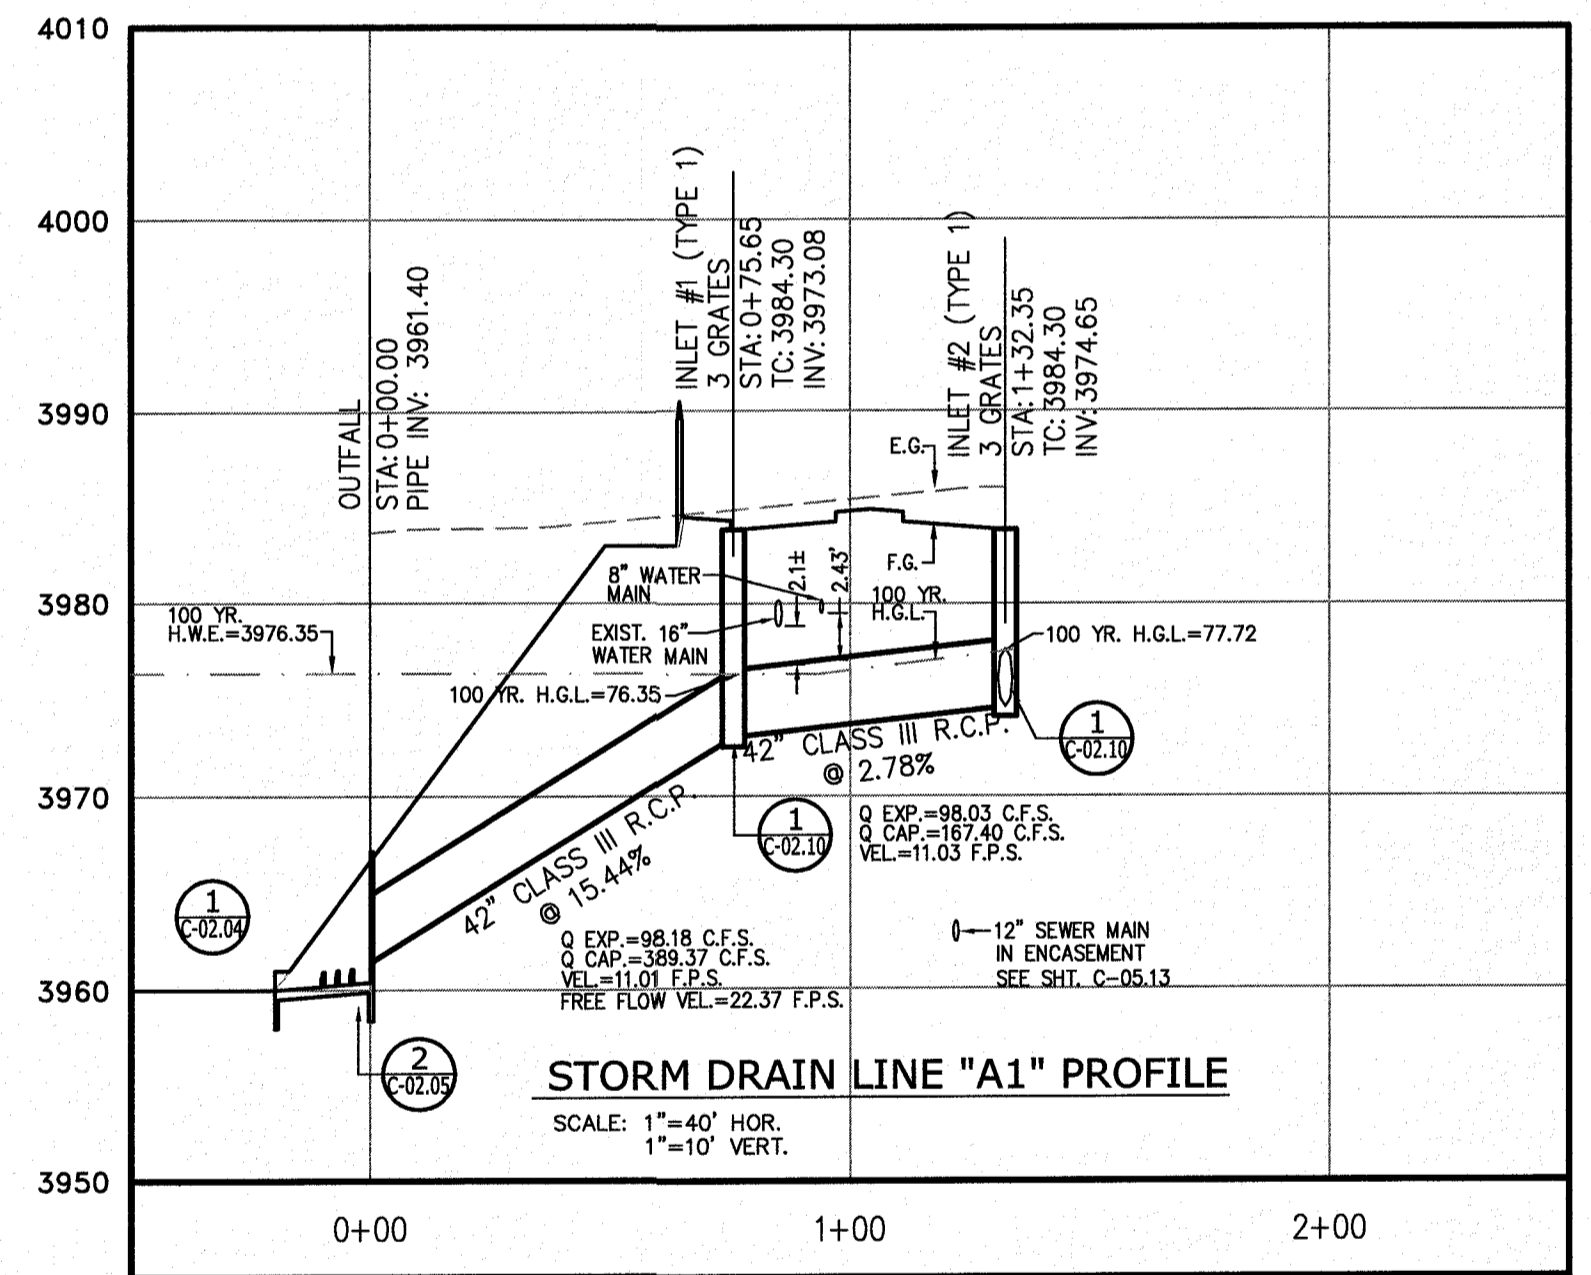 4010
4000
3990
3980
3970
3960
3950
OUTFALL
STA: 0+00.00
PIPE INV: 3961.40
INLET #1 (TYPE 1)
3 GRATES
STA: 0+75.65
TC: 3984.30
INV: 3973.08
INLET #2 (TYPE 1)
3 GRATES
STA: 1+32.35
TC: 3984.30
INV: 3974.65
E.G.
F.G.
8" WATER
MAIN
2.1±
2.43'
100 YR.
H.G.L.
100 YR.
H.W.E.=3976.35
EXIST. 16"
WATER MAIN
100 YR. H.G.L.=77.72
100 YR. H.G.L.=76.35
42" CLASS III R.C.P.
@ 2.78%
1
C-02.10
1
C-02.10
Q EXP.=98.03 C.F.S.
Q CAP.=167.40 C.F.S.
VEL.=11.03 F.P.S.
42" CLASS III R.C.P.
@ 15.44%
1
C-02.04
Q EXP.=98.18 C.F.S.
Q CAP.=389.37 C.F.S.
VEL.=11.01 F.P.S.
FREE FLOW VEL.=22.37 F.P.S.
12" SEWER MAIN
IN ENCASEMENT
SEE SHT. C-05.13
2
C-02.05
STORM DRAIN LINE "A1" PROFILE
SCALE: 1"=40' HOR.
1"=10' VERT.
0+00
1+00
2+00